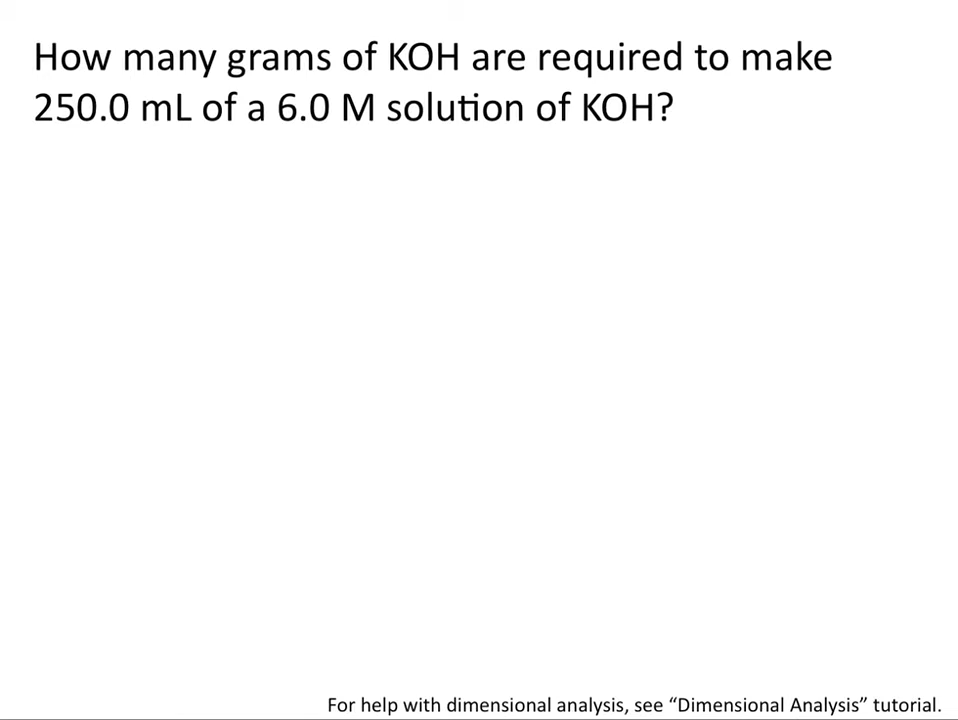 How many grams of KOH are required to make
250.0 mL of a 6.0 M solution of KOH?
For help with dimensional analysis, see “Dimensional Analysis” tutorial.